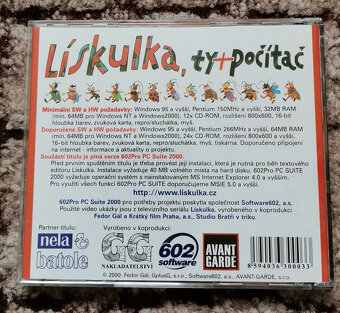 Lískulka, ty+počítač
Minimální SW a HW požadavky: Windows 95 a vyšší, Pentium 150MHz a vyšší, 32MB RAM
(min. 64MB pro Windows NT a Windows2000), 12x CD-ROM, rozlišení 800x600, 16-bit
hloubka barev, zvuková karta, repro/sluchátka, myš.
Doporučené SW a HW požadavky: Windows 95 a vyšší, Pentium 266MHz a vyšší, 64MB RAM
(min. 64MB pro Windows NT a Windows2000), 24x CD-ROM, rozlišení 800x600 a vyšší,
16-bit hloubka barev, zvuková karta, repro/sluchátka, myš, tiskárna. Doporučeno připojení
na internet - informace a aktuality o projektu.
Součástí titulu je plná verze 602Pro PC Suite 2000.
Před prvním spuštěním titulu je třeba provést její instalaci, která je nutná pro běh textového
editoru Lískulka. Instalace vyžaduje 40 MB volného místa na hard disku. 602Pro PC SUITE
2000 vyžaduje operační systém s nainstalovaným MS Internet Explorer 4.0 a vyšším.
Pro využití všech funkcí 602Pro PC SUITE doporučujeme MSIE 5.0 a vyšší.
http://www.liskulka.cz
602Pro PC Suite 2000 pro potřeby projektu poskytla společnost Software602, a.s.
Použité video ukázky jsou z televizního seriálu Lískulka, vyrobeno v koprodukci
Fedor Gál a Krátký film Praha, a.s., Studio Bratři v triku.
Partner titulu:
Vyrobeno v koprodukci:
nela
batole
GG
NAKLADATELSTVÍ
602
software
AVANT
GARDE
8594036300033
© 2000 Fedor Gál, GplusG, s.r.o., Software602, a.s., AVANT-GARDE, s.r.o.